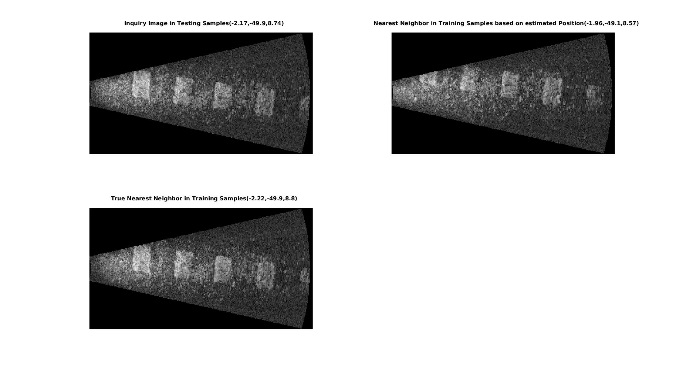 Inquiry Image in Testing Samples(-2.17,-49.9,8.74)
Nearest Neighbor in Training Samples based on estimated Position(-1.96,-49.1,8.57)
True Nearest Neighbor in Training Samples(-2.22,-49.9,8.8)